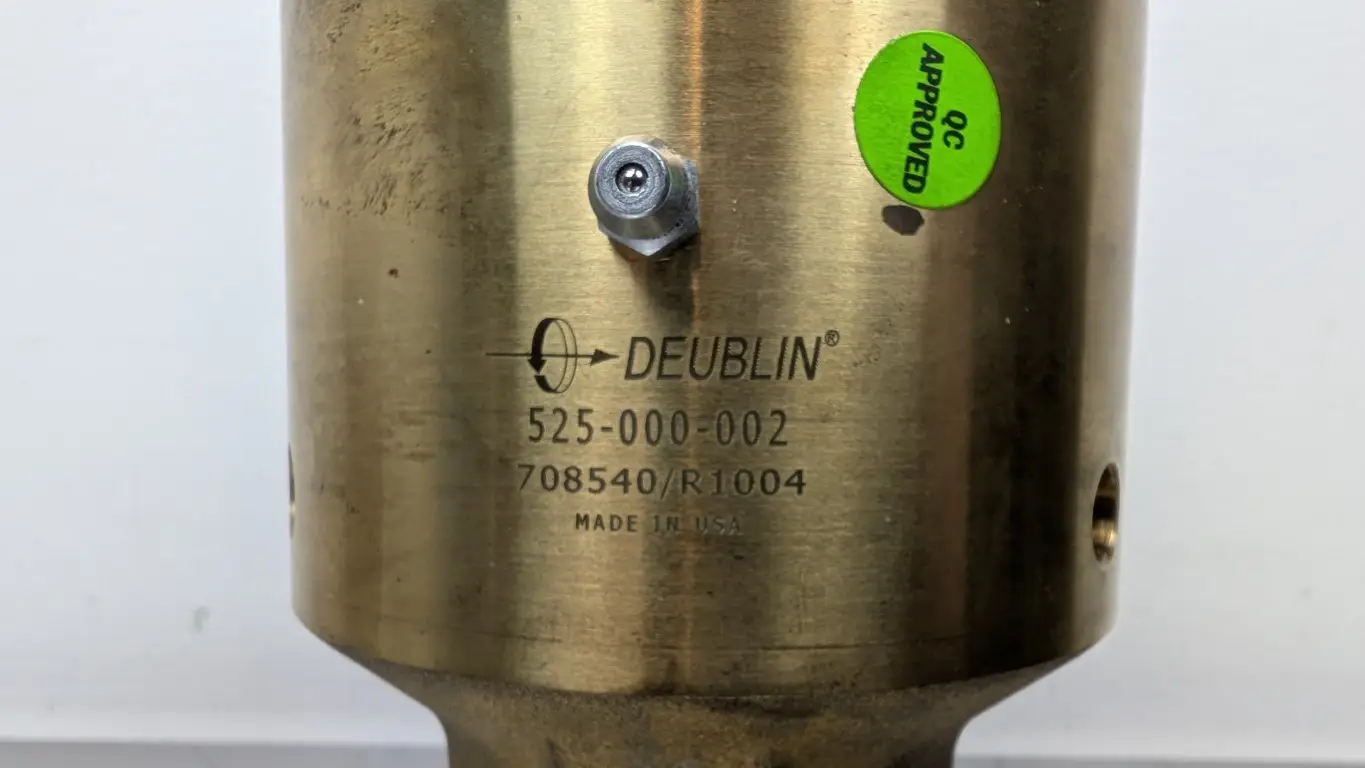 QC
APPROVED
DEUBLIN®
525-000-002
708540/R1004
MADE IN USA